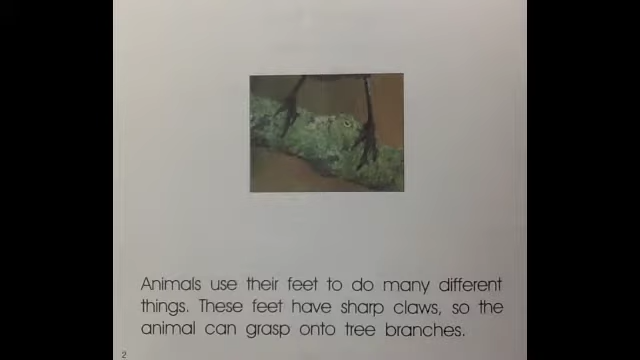 Animals use their feet to do many different
things. These feet have sharp claws, so the
animal can grasp onto tree branches.
2